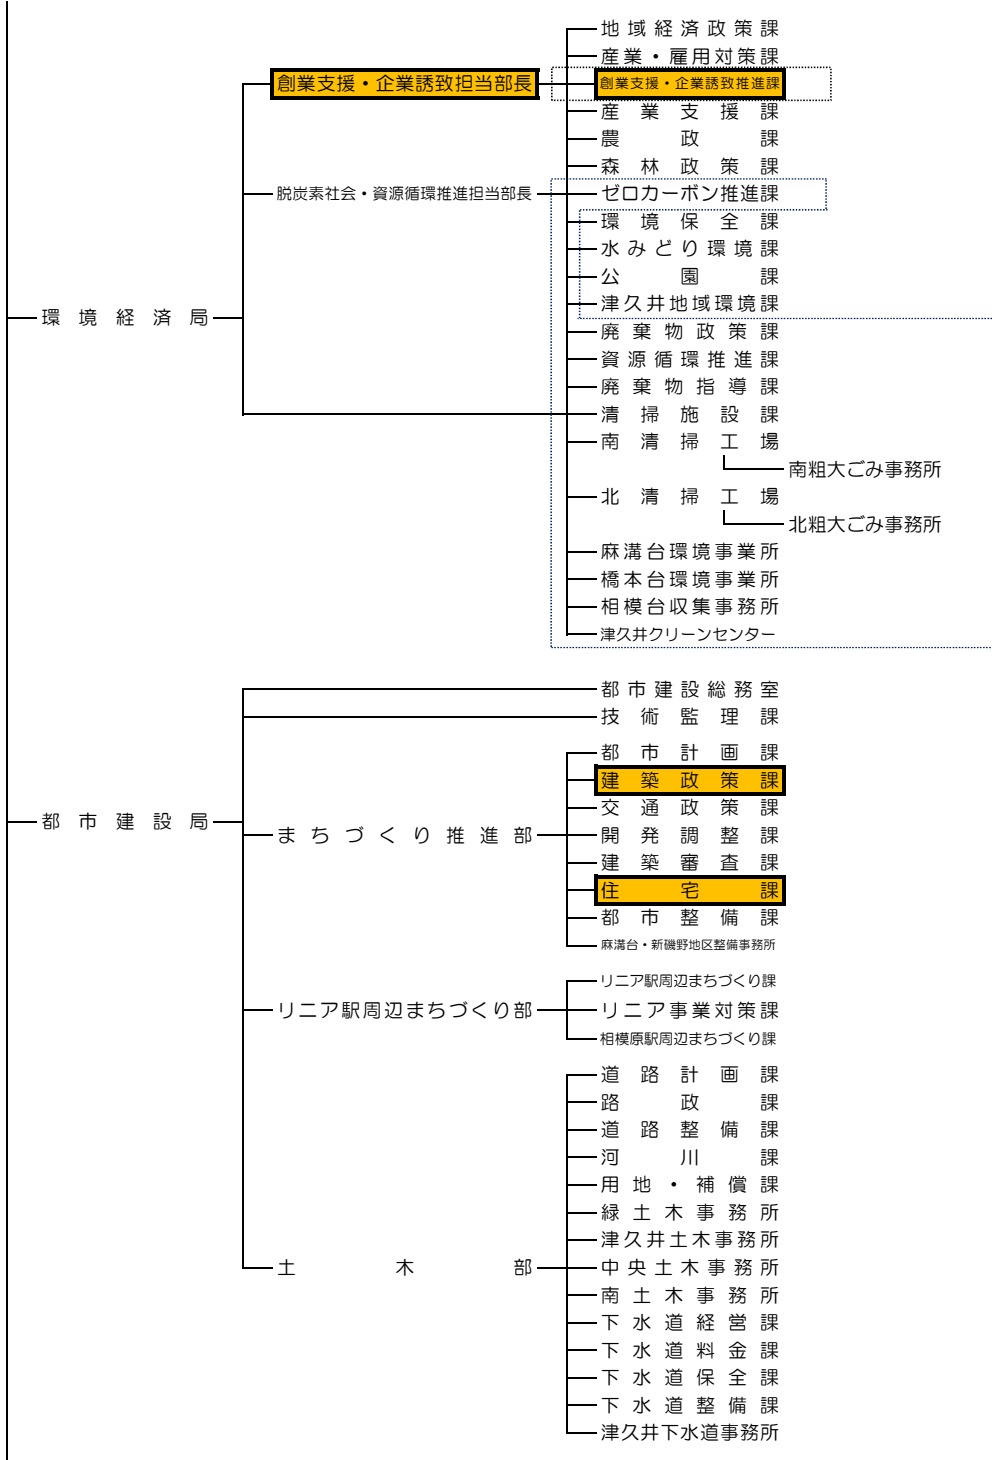 地域経済政策課
産業・雇用対策課
創業支援・企業誘致担当部長
創業支援・企業誘致推進課
産業支援課
農政課
森林政策課
脱炭素社会・資源循環推進担当部長
ゼロカーボン推進課
環境保全課
水みどり環境課
公園課
津久井地域環境課
環境経済局
廃棄物政策課
資源循環推進課
廃棄物指導課
清掃施設課
南清掃工場
南粗大ごみ事務所
北清掃工場
北粗大ごみ事務所
麻溝台環境事業所
橋本台環境事業所
相模台収集事務所
津久井クリーンセンター
都市建設総務室
技術監理課
都市計画課
建築政策課
交通政策課
都市建設局
まちづくり推進部
開発調整課
建築審査課
住宅課
都市整備課
麻溝台・新磯野地区整備事務所
リニア駅周辺まちづくり課
リニア駅周辺まちづくり部
リニア事業対策課
相模原駅周辺まちづくり課
道路計画課
路政課
道路整備課
河川課
用地・補償課
緑土木事務所
津久井土木事務所
土木部
中央土木事務所
南土木事務所
下水道経営課
下水道料金課
下水道保全課
下水道整備課
津久井下水道事務所